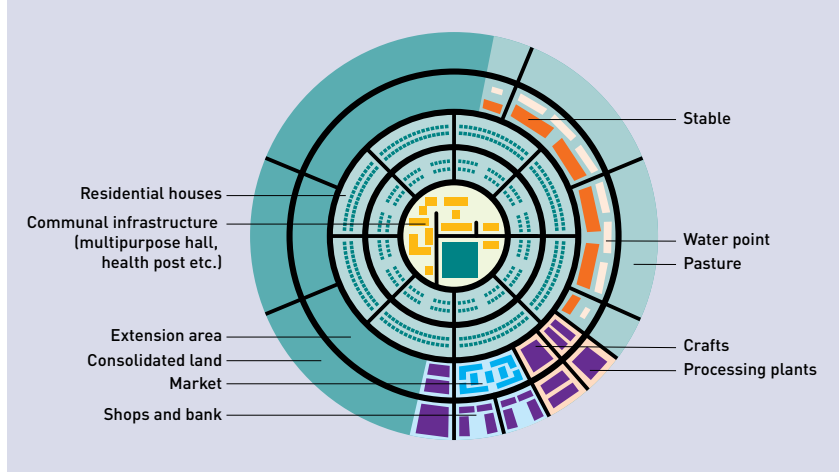 Stable
Residential houses
Communal infrastructure
(multipurpose hall,
health post etc.)
Water point
Pasture
Extension area
Consolidated land
Market
Shops and bank
Crafts
Processing plants